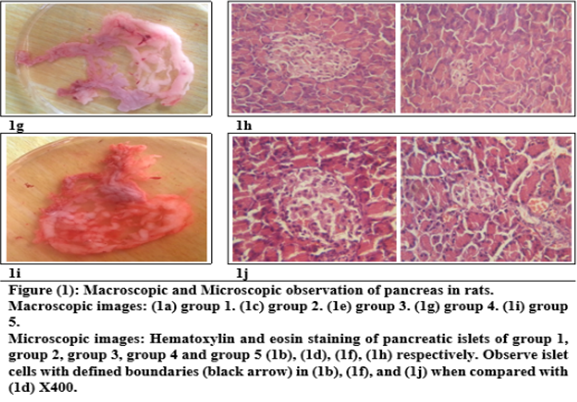 1g 1h
1i 1j
Figure (1): Macroscopic and Microscopic observation of pancreas in rats.
Macroscopic images: (1a) group 1. (1c) group 2. (1e) group 3. (1g) group 4. (1i) group
5.
Microscopic images: Hematoxylin and eosin staining of pancreatic islets of group 1,
group 2, group 3, group 4 and group 5 (1b), (1d), (1f), (1h) respectively. Observe islet
cells with defined boundaries (black arrow) in (1b), (1f), and (1j) when compared with
(1d) X400.